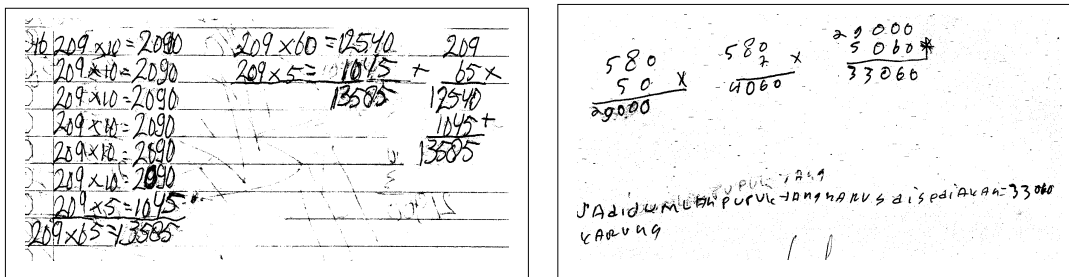 46 209 x 10 = 2090
209 x 10 = 2090
209 x 10 = 2090
209 x 10 = 2090
209 x 10 = 2090
209 x 10 = 2090
209 x 5 = 1045
209 x 65 = 13585
209 x 60 = 12540
209 x 5 = 1045 +
13585
209
65 x
12540
1045 +
13585
580
50 x
29000
580
7 x
4060
29000
5060
33060
JAdi JUMLAH PUPUK YANG HARUS disediAkAn = 33060
kARUNG